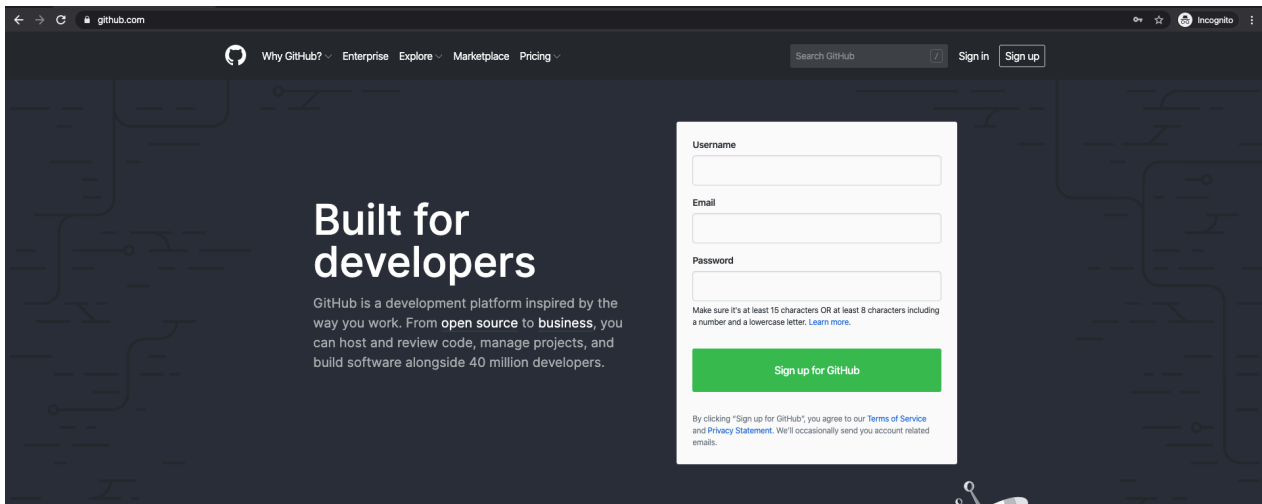 github.com
Incognito
Why GitHub? Enterprise Explore Marketplace Pricing
Search GitHub /
Sign in Sign up
Built for
developers
GitHub is a development platform inspired by the
way you work. From open source to business, you
can host and review code, manage projects, and
build software alongside 40 million developers.
Username
Email
Password
Make sure it's at least 15 characters OR at least 8 characters including
a number and a lowercase letter. Learn more.
Sign up for GitHub
By clicking “Sign up for GitHub”, you agree to our Terms of Service
and Privacy Statement. We'll occasionally send you account related
emails.